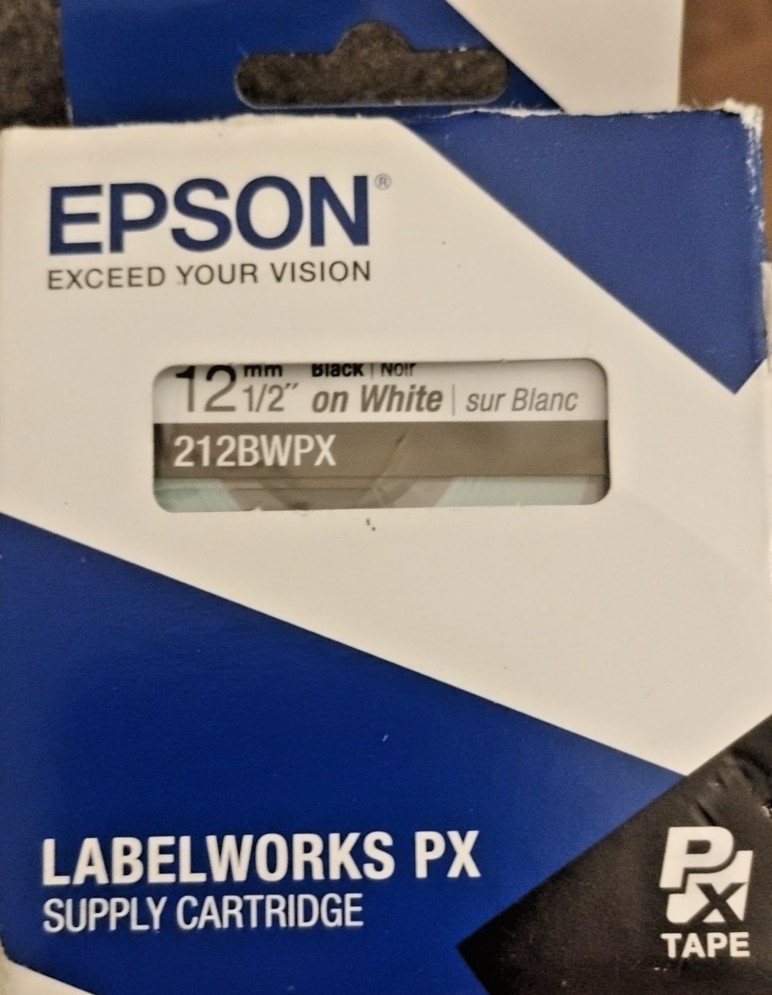 EPSON®
EXCEED YOUR VISION
12 mm Black | Noir
1/2" on White | sur Blanc
212BWPX
LABELWORKS PX
SUPPLY CARTRIDGE
PX
TAPE